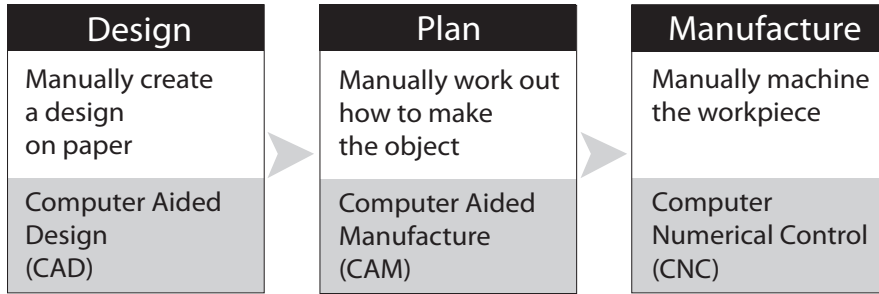 Design
Manually create
a design
on paper
Computer Aided
Design
(CAD)
Plan
Manually work out
how to make
the object
Computer Aided
Manufacture
(CAM)
Manufacture
Manually machine
the workpiece
Computer
Numerical Control
(CNC)